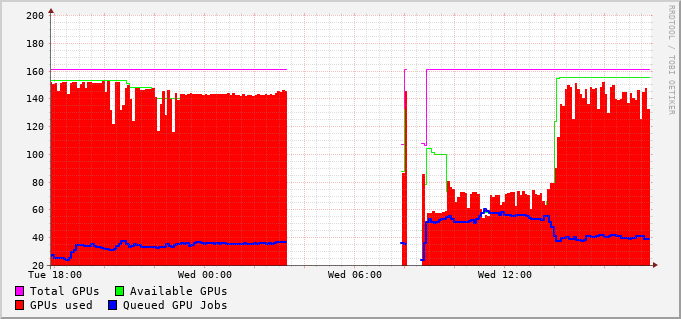 200
180
160
140
120
100
80
60
40
20
Tue 18:00 Wed 00:00 Wed 06:00 Wed 12:00
Total GPUs Available GPUs
GPUs used Queued GPU Jobs
RRDTOOL / TOBI OETIKER